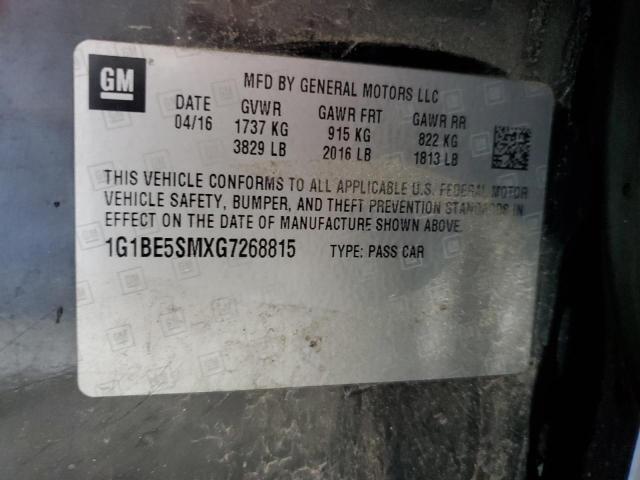 GM
MFD BY GENERAL MOTORS LLC
DATE GVWR GAWR FRT GAWR RR
04/16 1737 KG 915 KG 822 KG
3829 LB 2016 LB 1813 LB
THIS VEHICLE CONFORMS TO ALL APPLICABLE U.S. FEDERAL MOTOR
VEHICLE SAFETY, BUMPER, AND THEFT PREVENTION STANDARDS IN
EFFECT ON THE DATE OF MANUFACTURE SHOWN ABOVE.
1G1BE5SMXG7268815 TYPE: PASS CAR